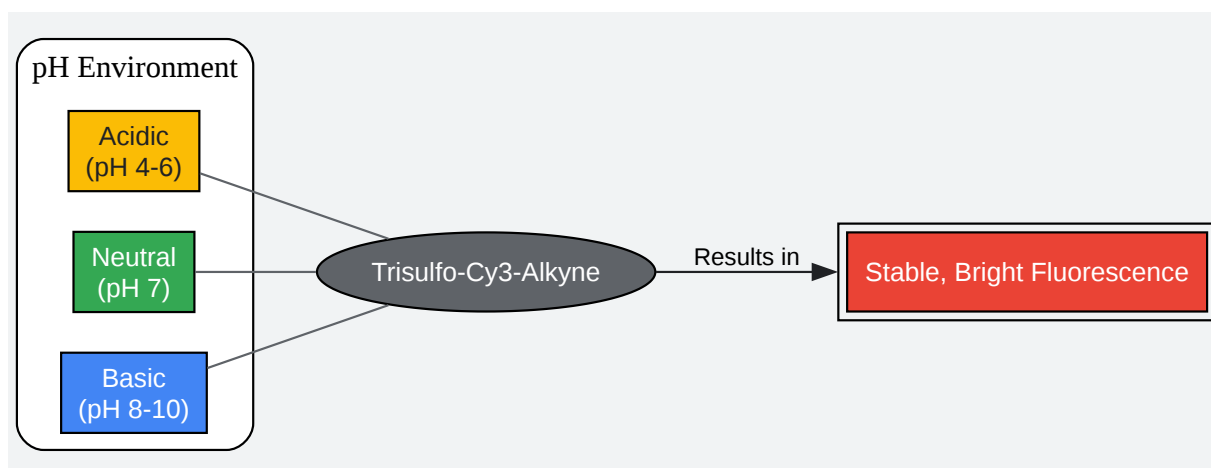 pH Environment
Acidic
(pH 4-6)
Neutral
(pH 7)
Basic
(pH 8-10)
Trisulfo-Cy3-Alkyne
Results in
Stable, Bright Fluorescence